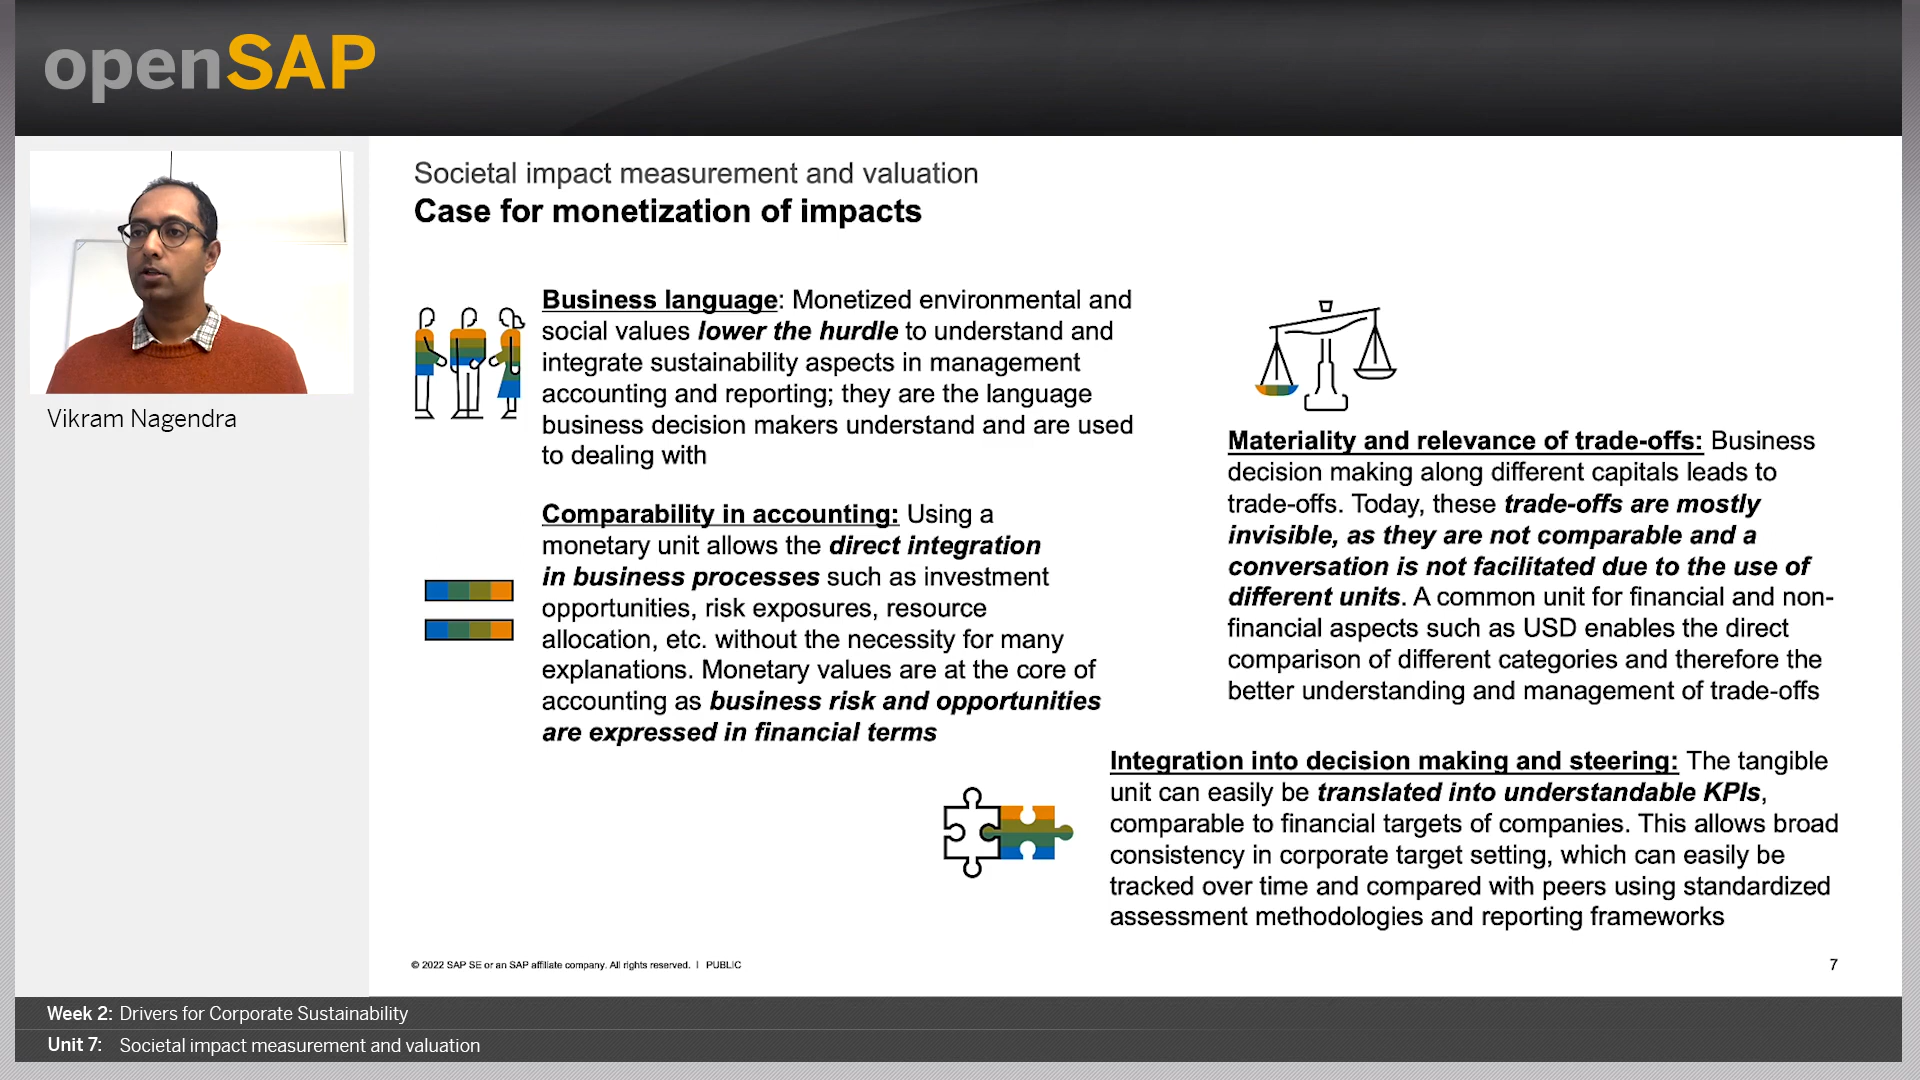 openSAP
Vikram Nagendra
Societal impact measurement and valuation
Case for monetization of impacts
Business language: Monetized environmental and
social values lower the hurdle to understand and
integrate sustainability aspects in management
accounting and reporting; they are the language
business decision makers understand and are used
to dealing with
Comparability in accounting: Using a
monetary unit allows the direct integration
in business processes such as investment
opportunities, risk exposures, resource
allocation, etc. without the necessity for many
explanations. Monetary values are at the core of
accounting as business risk and opportunities
are expressed in financial terms
Materiality and relevance of trade-offs: Business
decision making along different capitals leads to
trade-offs. Today, these trade-offs are mostly
invisible, as they are not comparable and a
conversation is not facilitated due to the use of
different units. A common unit for financial and non-
financial aspects such as USD enables the direct
comparison of different categories and therefore the
better understanding and management of trade-offs
Integration into decision making and steering: The tangible
unit can easily be translated into understandable KPIs,
comparable to financial targets of companies. This allows broad
consistency in corporate target setting, which can easily be
tracked over time and compared with peers using standardized
assessment methodologies and reporting frameworks
© 2022 SAP SE or an SAP affiliate company. All rights reserved. I PUBLIC
7
Week 2: Drivers for Corporate Sustainability
Unit 7: Societal impact measurement and valuation